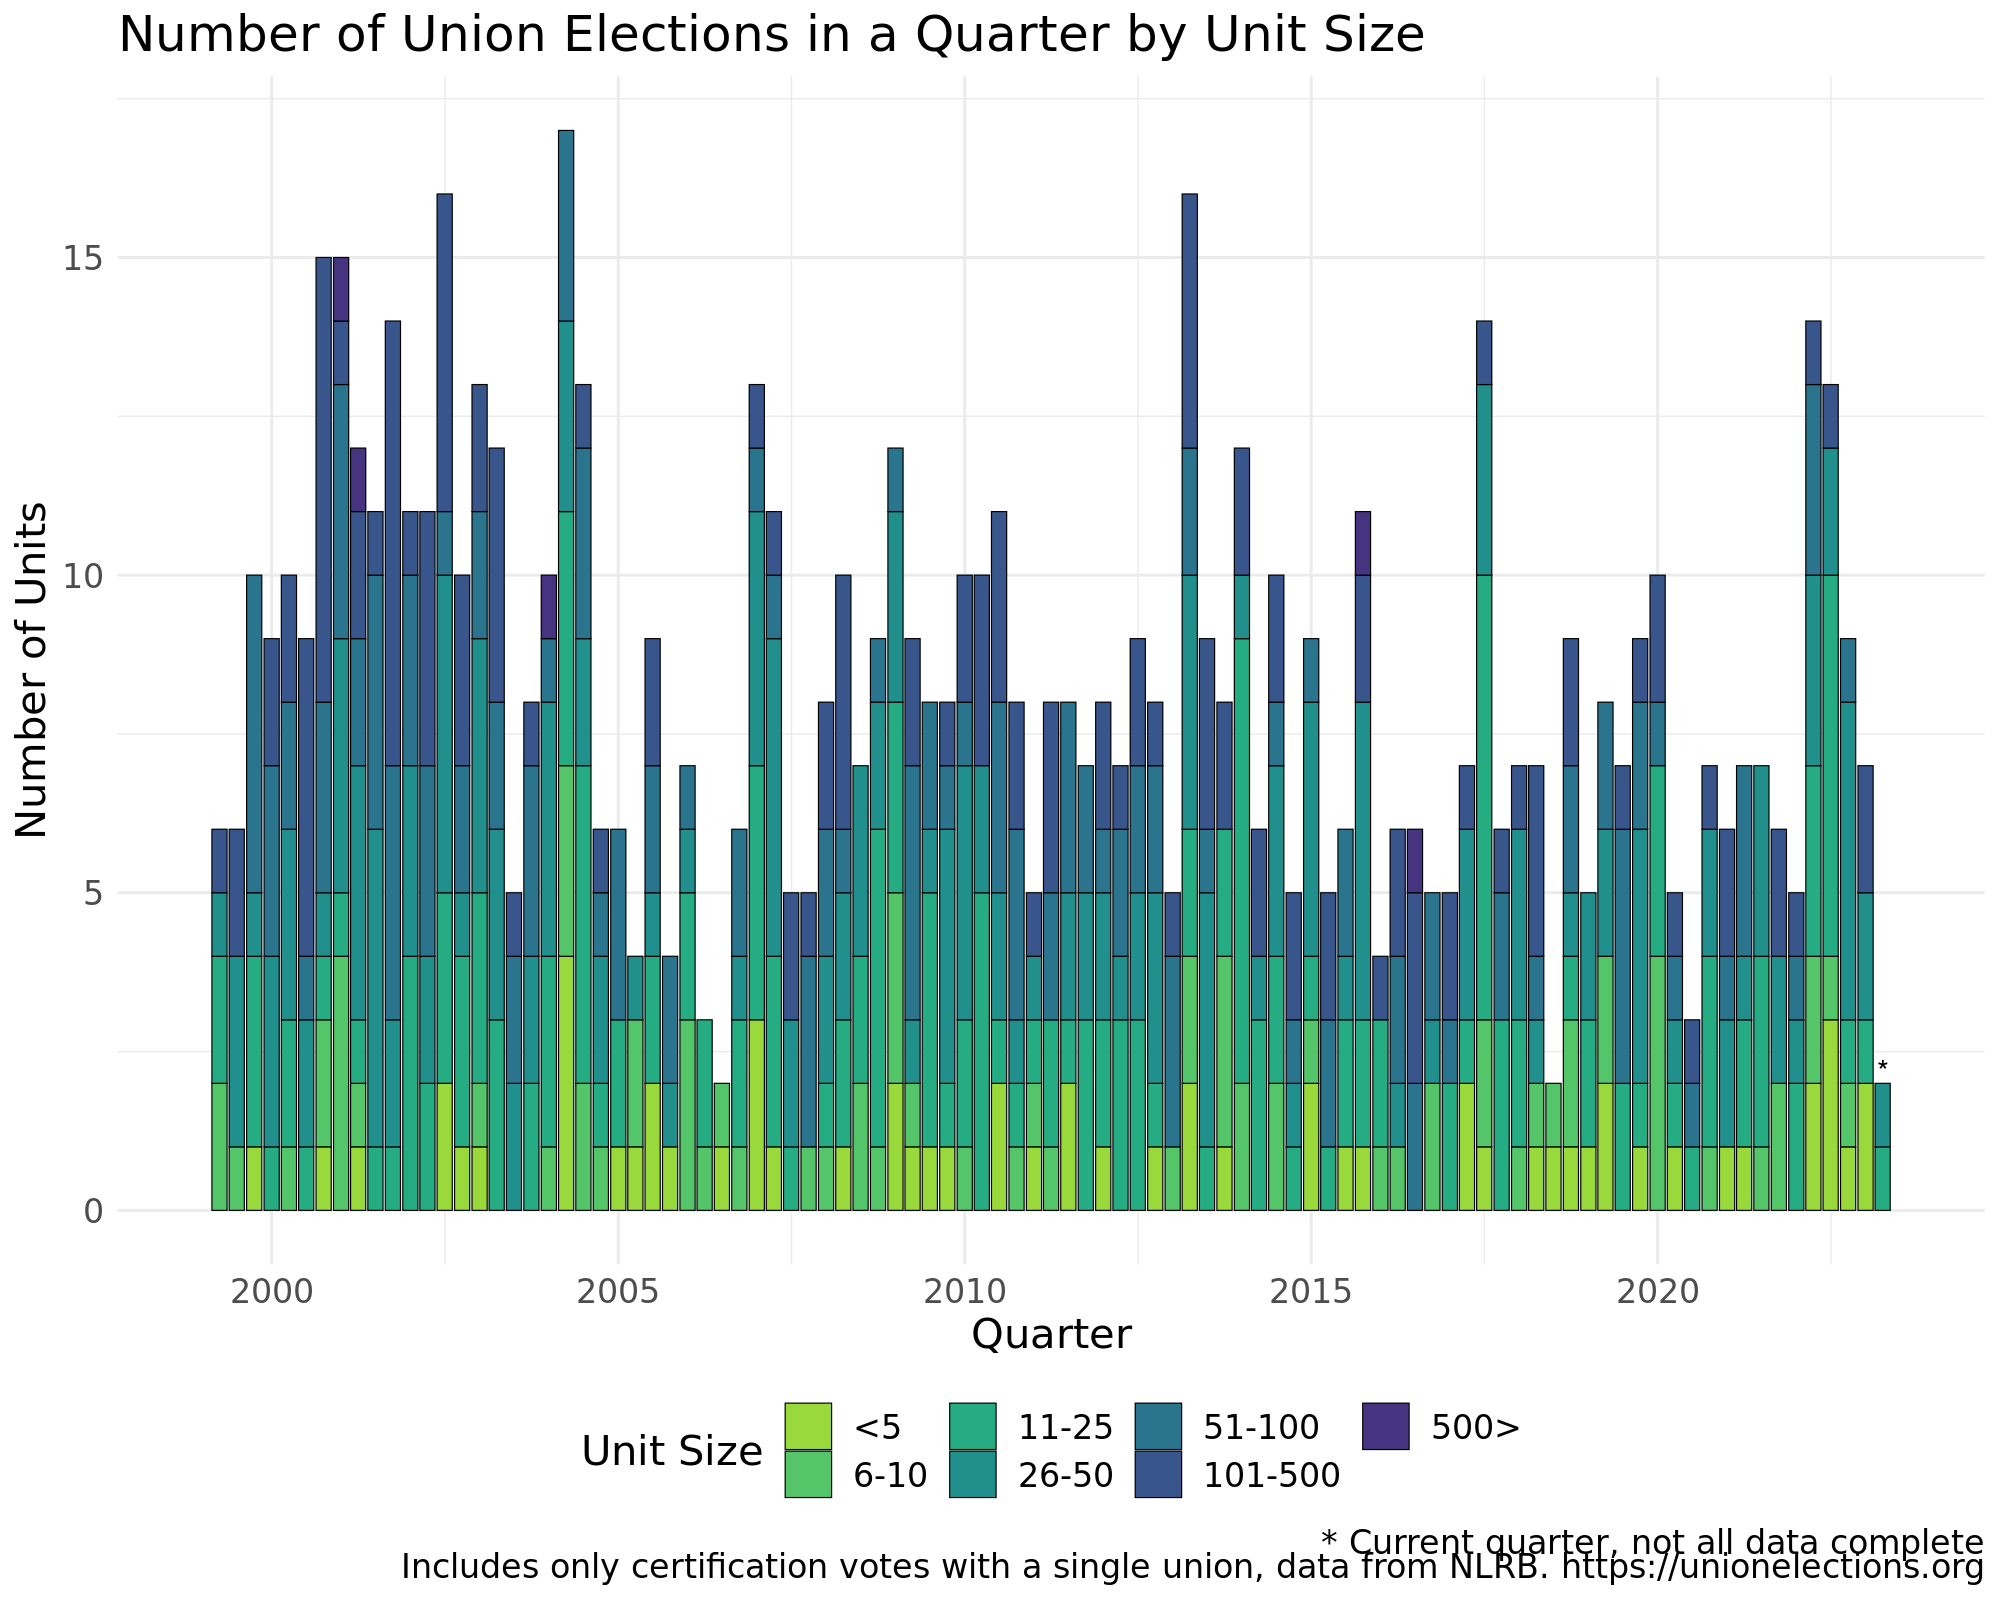 Number of Union Elections in a Quarter by Unit Size
Number of Units
15
10
5
0
*
2000 2005 2010 2015 2020
Quarter
Unit Size
<5 11-25 51-100 500>
6-10 26-50 101-500
* Current quarter, not all data complete
Includes only certification votes with a single union, data from NLRB. https://unionelections.org